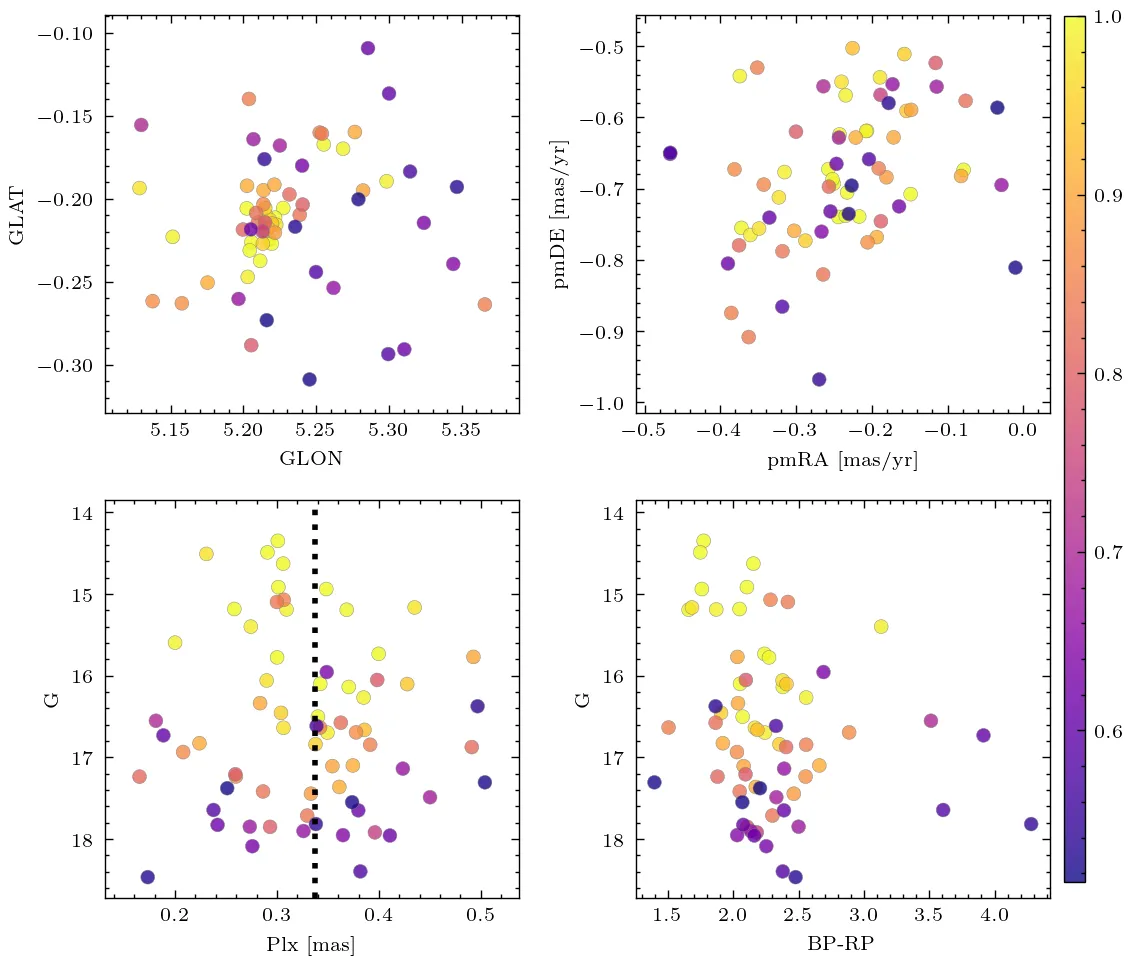 −0.10
−0.15
−0.20
−0.25
−0.30
GLAT
5.15 5.20 5.25 5.30 5.35
GLON
−0.5
−0.6
−0.7
−0.8
−0.9
−1.0
pmDE [mas/yr]
−0.5 −0.4 −0.3 −0.2 −0.1 0.0
pmRA [mas/yr]
14
15
16
17
18
G
0.2 0.3 0.4 0.5
Plx [mas]
14
15
16
17
18
G
1.5 2.0 2.5 3.0 3.5 4.0
BP-RP
1.0
0.9
0.8
0.7
0.6